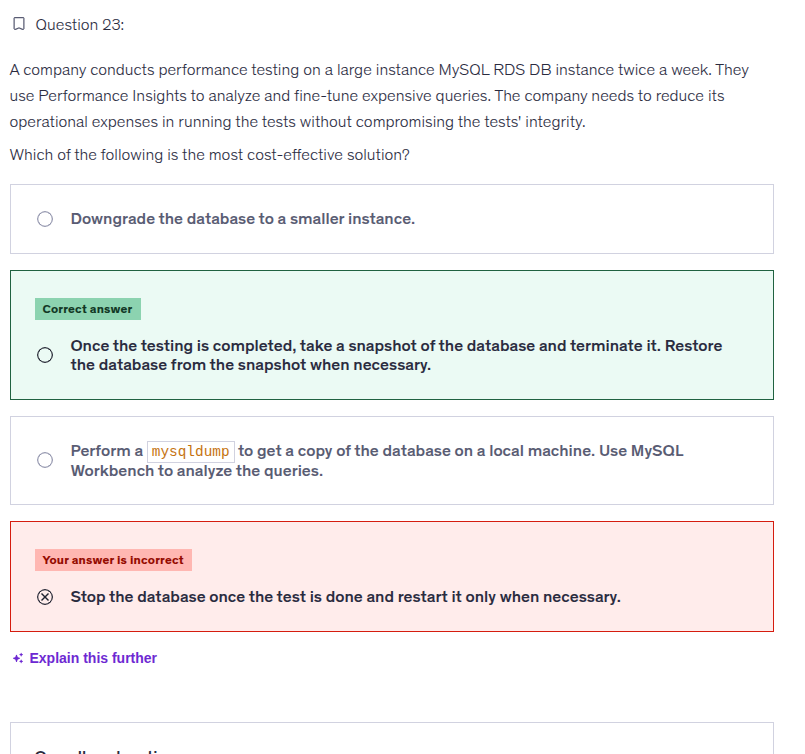 Question 23:
A company conducts performance testing on a large instance MySQL RDS DB instance twice a week. They
use Performance Insights to analyze and fine-tune expensive queries. The company needs to reduce its
operational expenses in running the tests without compromising the tests' integrity.
Which of the following is the most cost-effective solution?
Downgrade the database to a smaller instance.
Correct answer
Once the testing is completed, take a snapshot of the database and terminate it. Restore
the database from the snapshot when necessary.
Perform a mysqldump to get a copy of the database on a local machine. Use MySQL
Workbench to analyze the queries.
Your answer is incorrect
Stop the database once the test is done and restart it only when necessary.
Explain this further